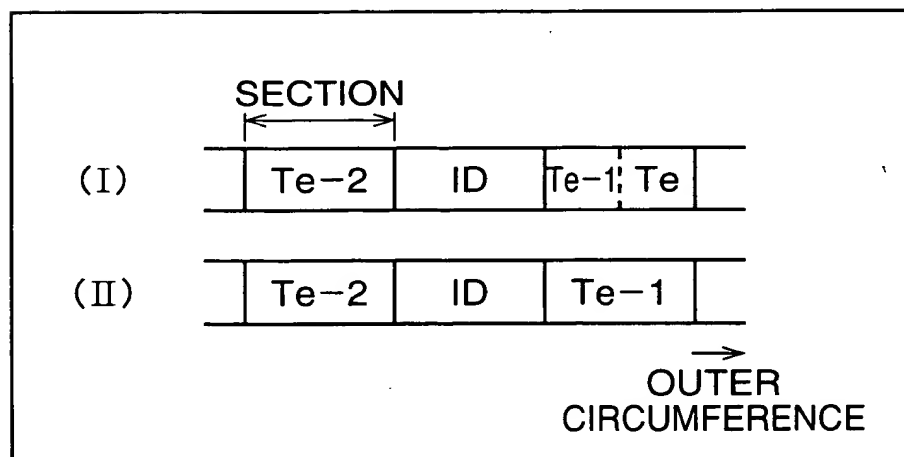 SECTION
(I) Te-2 ID Te-1 Te
(II) Te-2 ID Te-1
OUTER
CIRCUMFERENCE